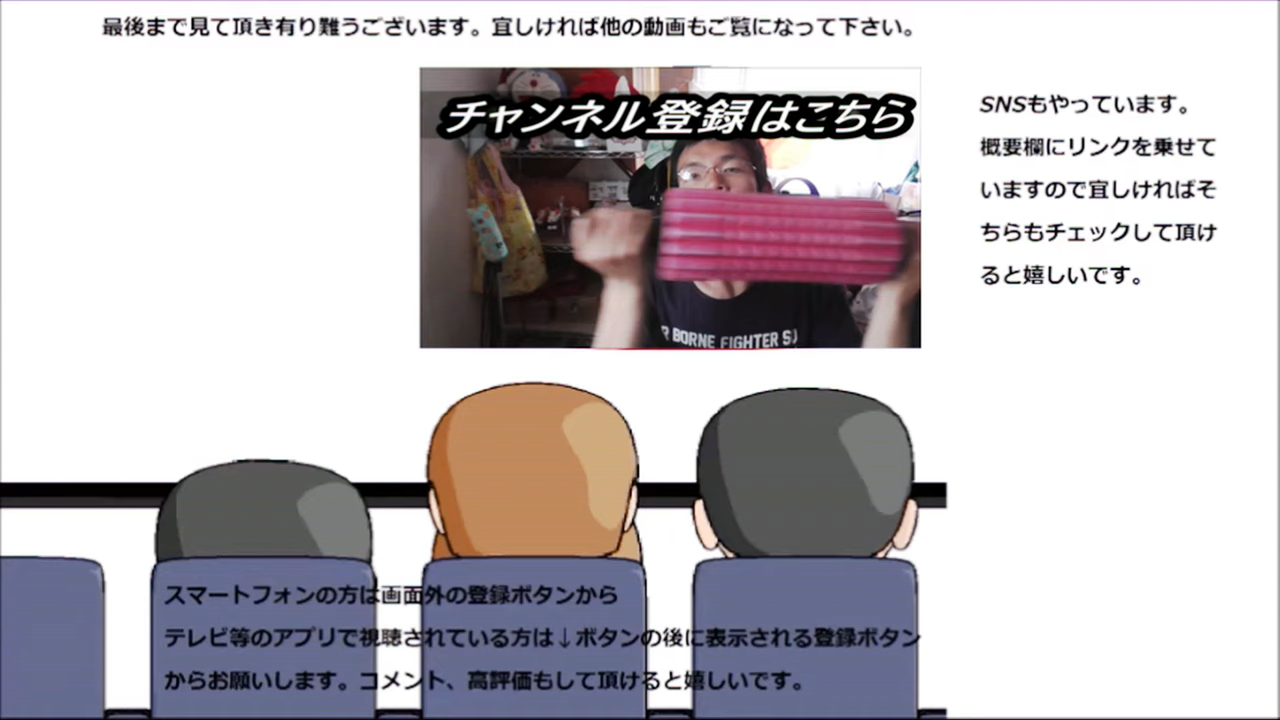 最後まで見て頂き有り難うございます。宜しければ他の動画もご覧になって下さい。
チャンネル登録はこちら
SNSもやっています。
概要欄にリンクを乗せて
いますので宜しければそ
ちらもチェックして頂け
ると嬉しいです。
R BORNE FIGHTER S
スマートフォンの方は画面外の登録ボタンから
テレビ等のアプリで視聴されている方は↓ボタンの後に表示される登録ボタン
からお願いします。コメント、高評価もして頂けると嬉しいです。